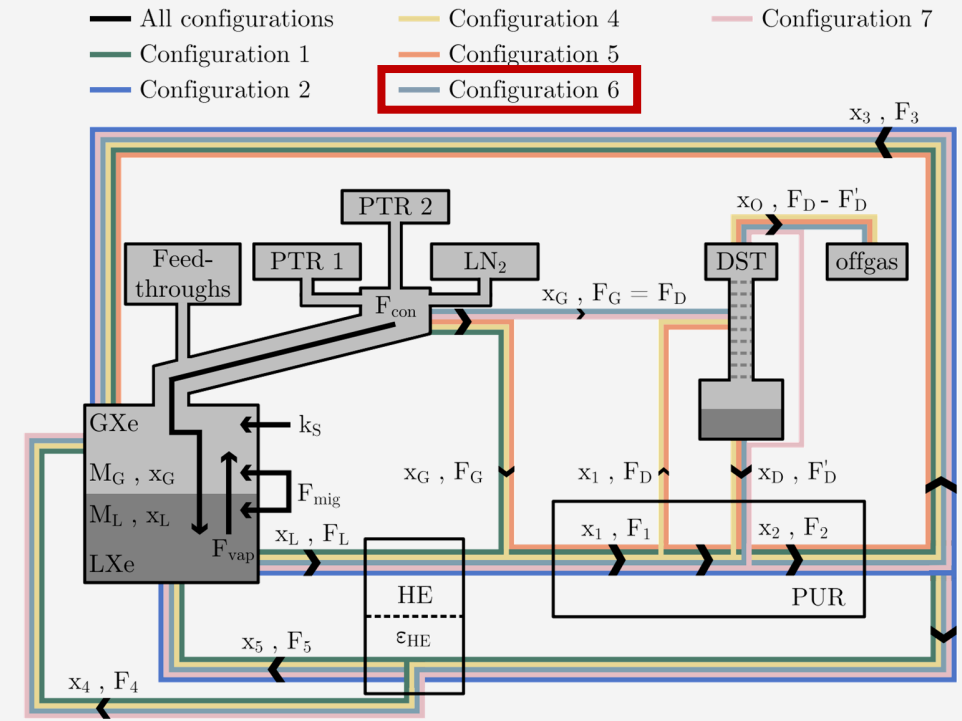 All configurations
Configuration 1
Configuration 2
Configuration 4
Configuration 5
Configuration 6
Configuration 7
x₃ , F₃
PTR 2
xO , FD - F'D
Feed-
throughs
PTR 1
LN₂
DST
offgas
Fcon
xG , FG = FD
GXe
kS
MG , xG
Fmig
ML , xL
Fvap
LXe
xG , FG
x₁ , FD
xD , F'D
xL , FL
x₁ , F₁
x₂ , F₂
HE
PUR
εHE
x₅ , F₅
x₄ , F₄